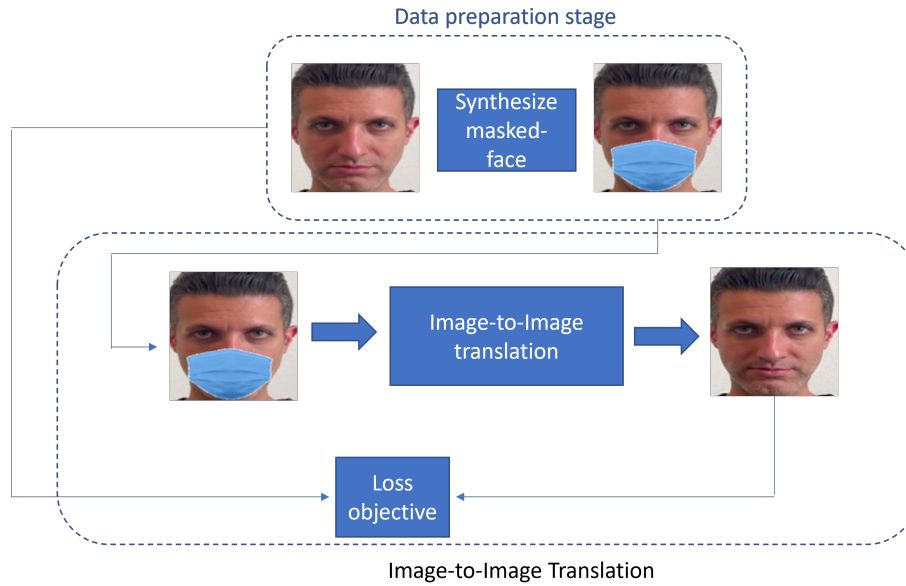 Data preparation stage
Synthesize
masked-
face
Image-to-Image
translation
Loss
objective
Image-to-Image Translation